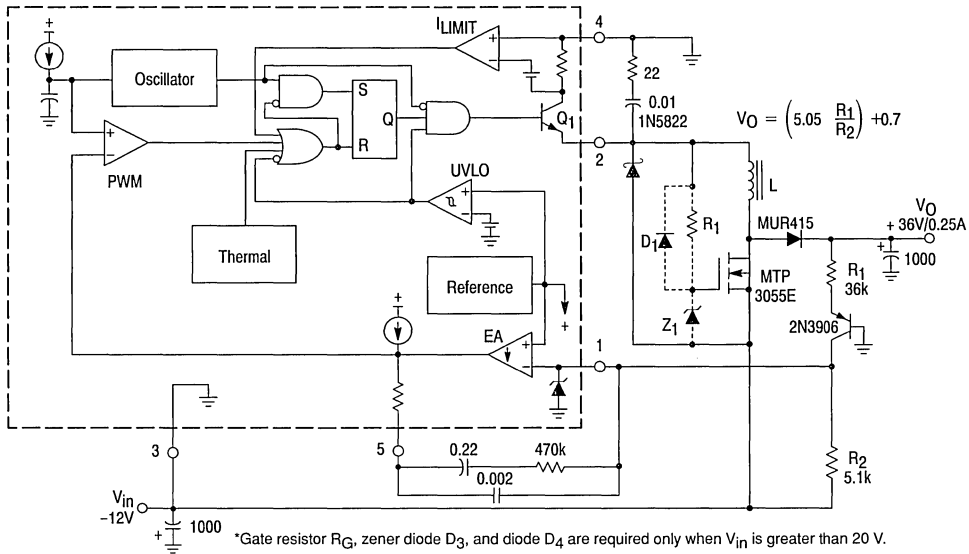 +
Oscillator
ILIMIT
+
−
4
22
0.01
1N5822
VO = (5.05 R1/R2) +0.7
S
Q
R
Q1
2
+
−
PWM
UVLO
+
−
Thermal
Reference
+
L
MUR415
VO
+ 36V/0.25A
+
1000
D1
R1
Z1
MTP
3055E
R1
36k
2N3906
+
EA
+
−
1
3
5
0.22
470k
0.002
R2
5.1k
Vin
−12V
+
1000
*Gate resistor RG, zener diode D3, and diode D4 are required only when Vin is greater than 20 V.